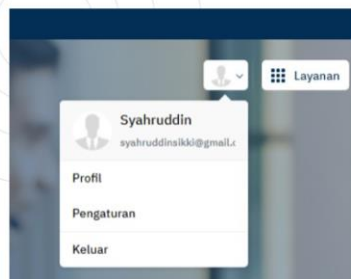 Layanan
Syahruddin
syahruddinsikki@gmail.c
Profil
Pengaturan
Keluar